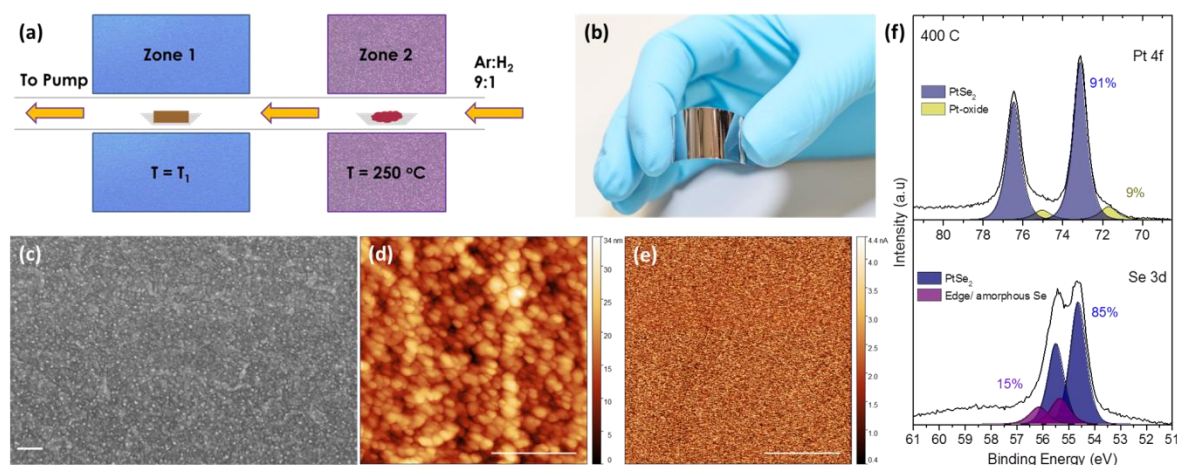 (a)
Zone 1
Zone 2
To Pump
Ar:H₂
9:1
T = T₁
T = 250 °C
(b)
(c)
(d)
34 nm
30
25
20
15
10
5
0
(e)
4.4 nA
4.0
3.5
3.0
2.5
2.0
1.5
1.0
0.4
(f)
400 C
Pt 4f
PtSe₂
Pt-oxide
91%
9%
80 78 76 74 72 70
Intensity (a.u)
PtSe₂
Edge/ amorphous Se
Se 3d
85%
15%
61 60 59 58 57 56 55 54 53 52 51
Binding Energy (eV)